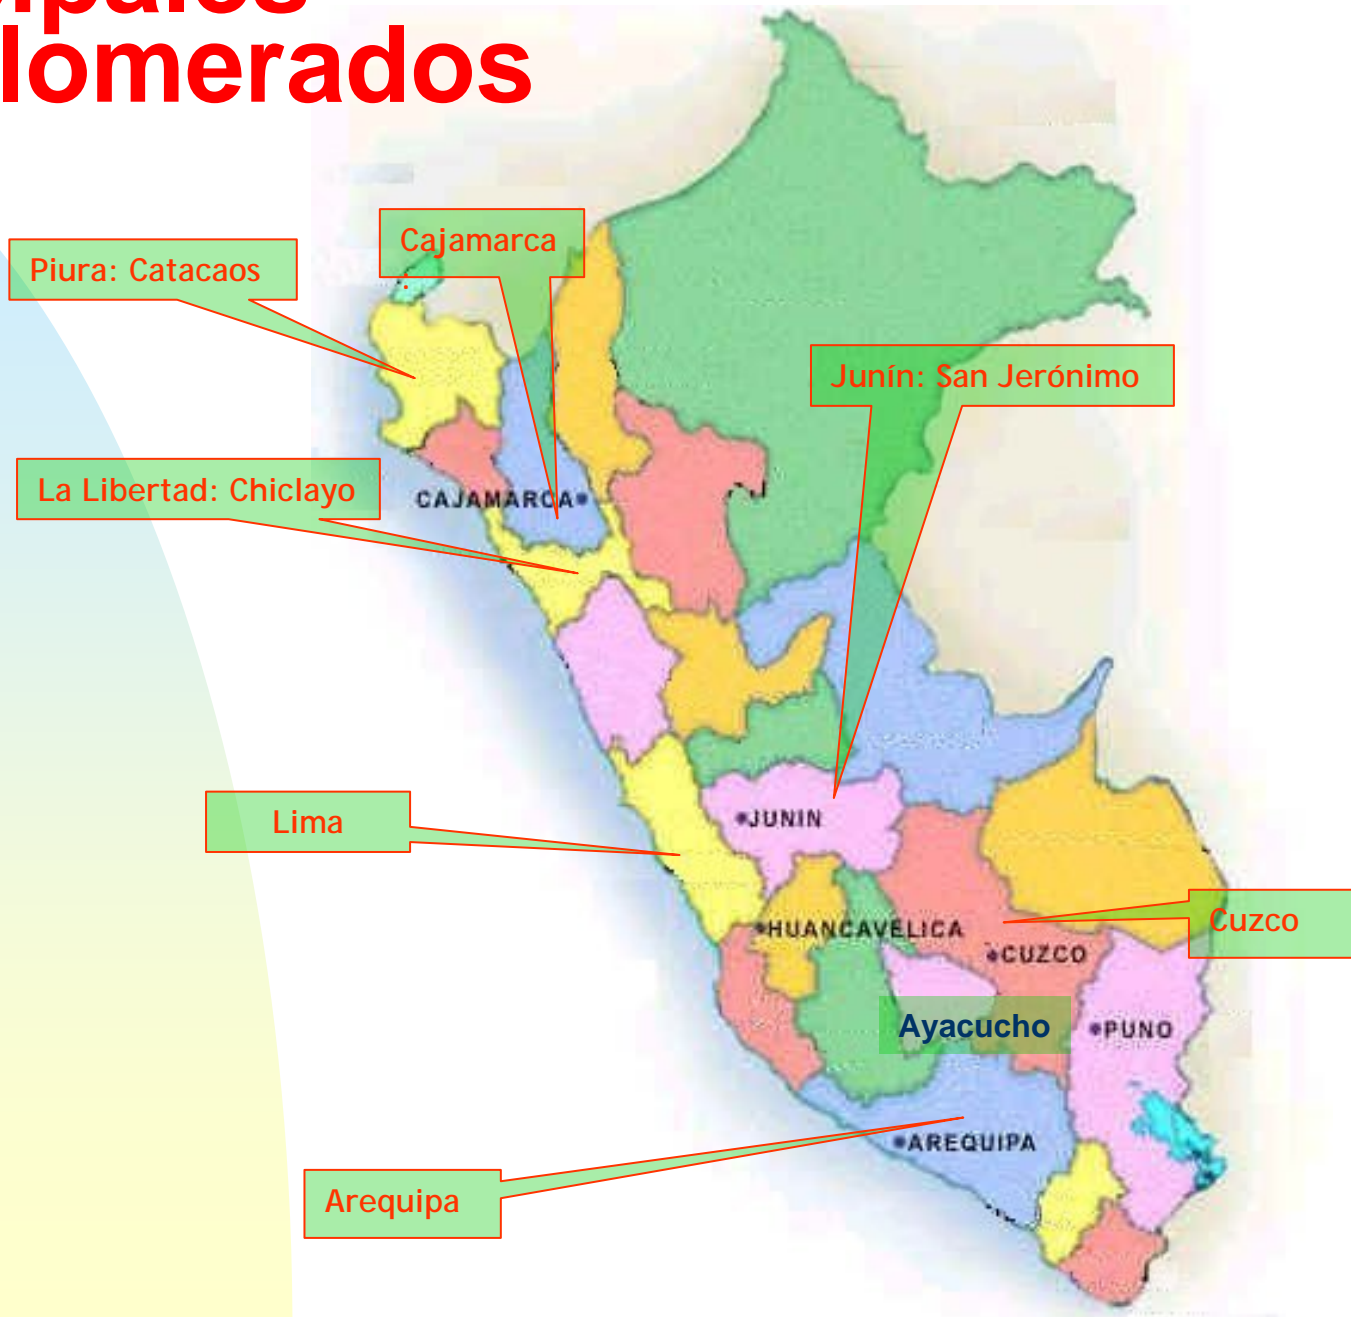 lomerados
Cajamarca
Piura: Catacaos
Junín: San Jerónimo
La Libertad: Chiclayo
CAJAMARCA
Lima
JUNIN
Cuzco
HUANCAVELICA
CUZCO
Ayacucho
PUNO
AREQUIPA
Arequipa